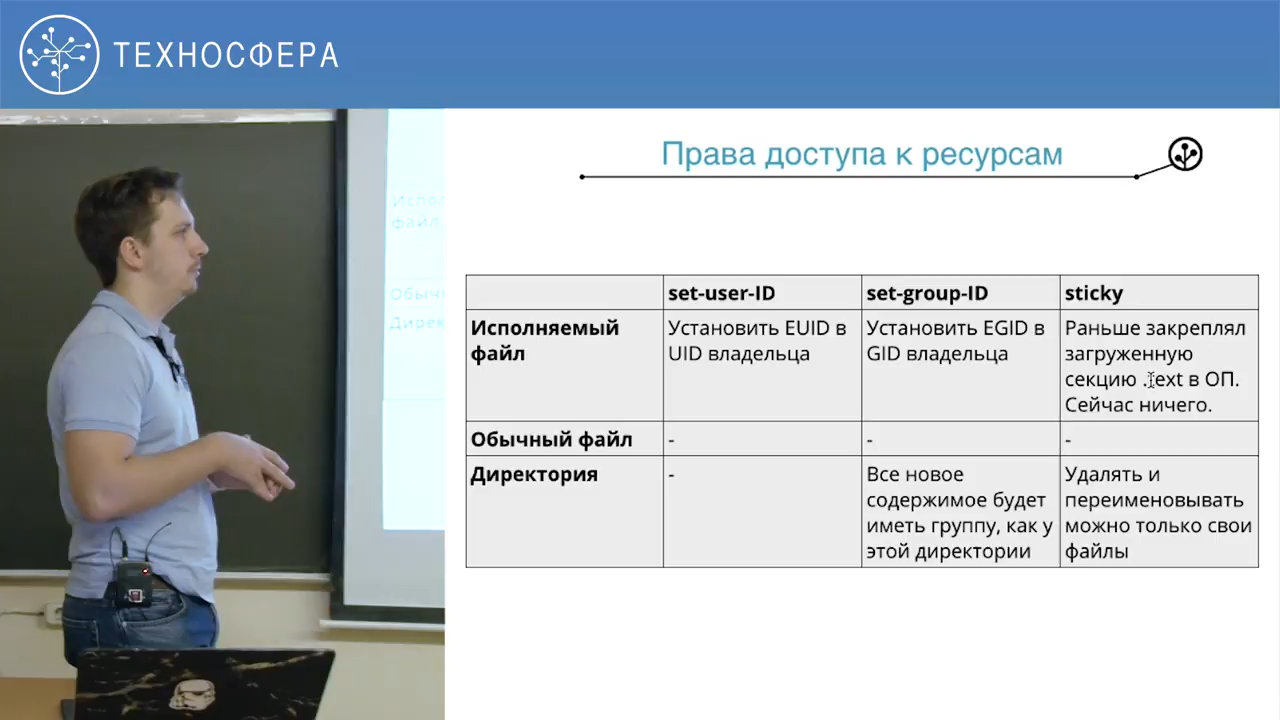 ТЕХНОСФЕРА
Права доступа к ресурсам
set-user-ID set-group-ID sticky
Исполняемый файл
Установить EUID в
UID владельца
Установить EGID в
GID владельца
Раньше закреплял
загруженную
секцию .text в ОП.
Сейчас ничего.
Обычный файл - - -
Директория -
Все новое
содержимое будет
иметь группу, как у
этой директории
Удалять и
переименовывать
можно только свои
файлы